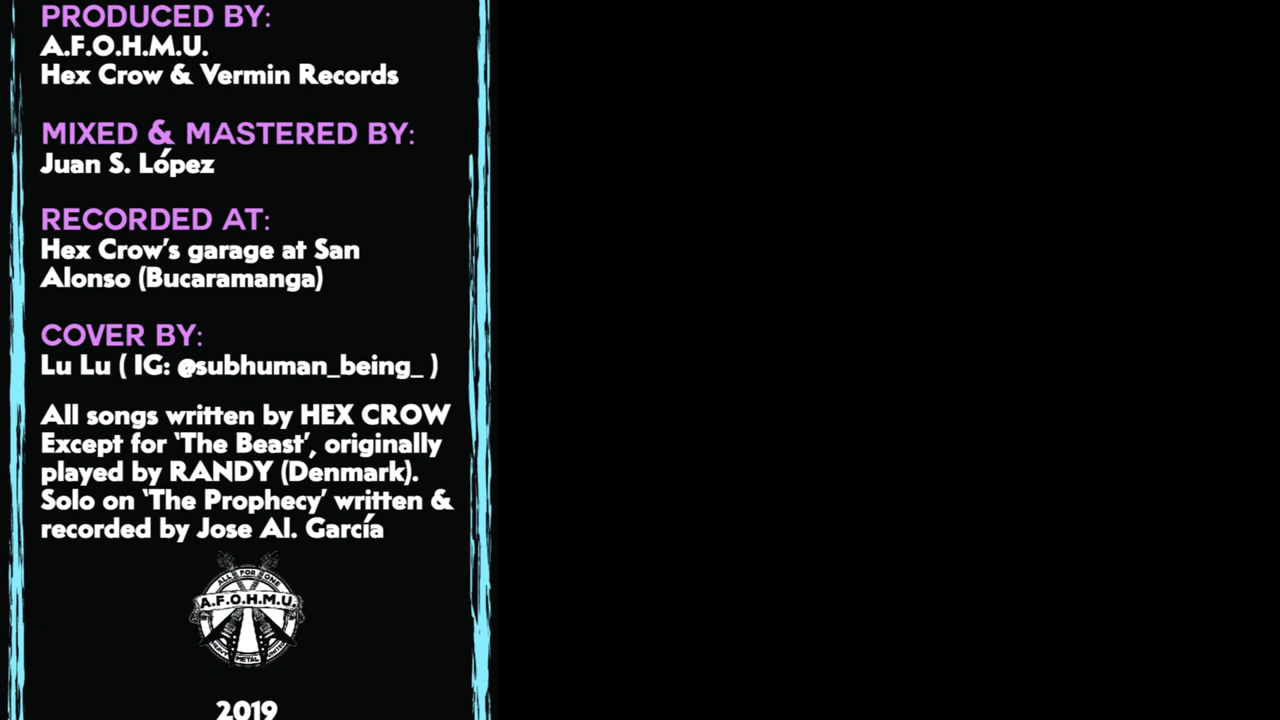 PRODUCED BY:
A.F.O.H.M.U.
Hex Crow & Vermin Records
MIXED & MASTERED BY:
Juan S. López
RECORDED AT:
Hex Crow's garage at San
Alonso (Bucaramanga)
COVER BY:
Lu Lu ( IG: @subhuman_being_ )
All songs written by HEX CROW
Except for ‘The Beast’, originally
played by RANDY (Denmark).
Solo on ‘The Prophecy’ written &
recorded by Jose Al. García
ALL FOR ONE
A.F.O.H.M.U.
METAL
2019